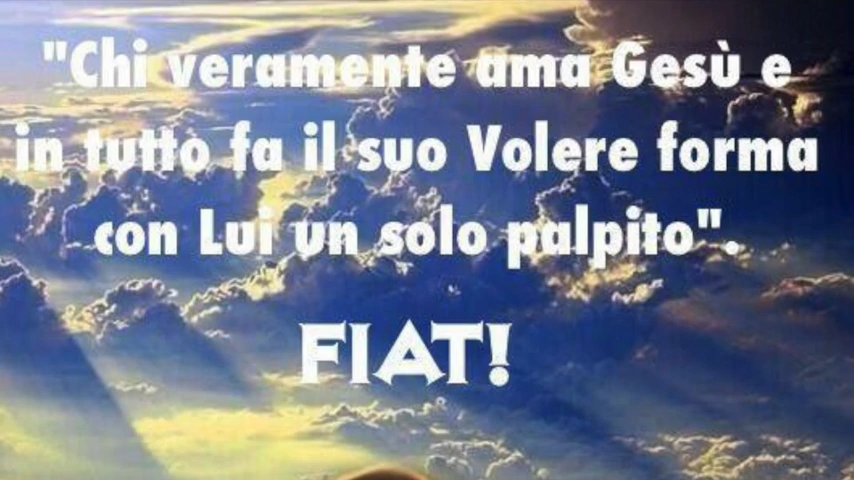 "Chi veramente ama Gesù e
in tutto fa il suo Volere forma
con Lui un solo palpito".
FIAT!